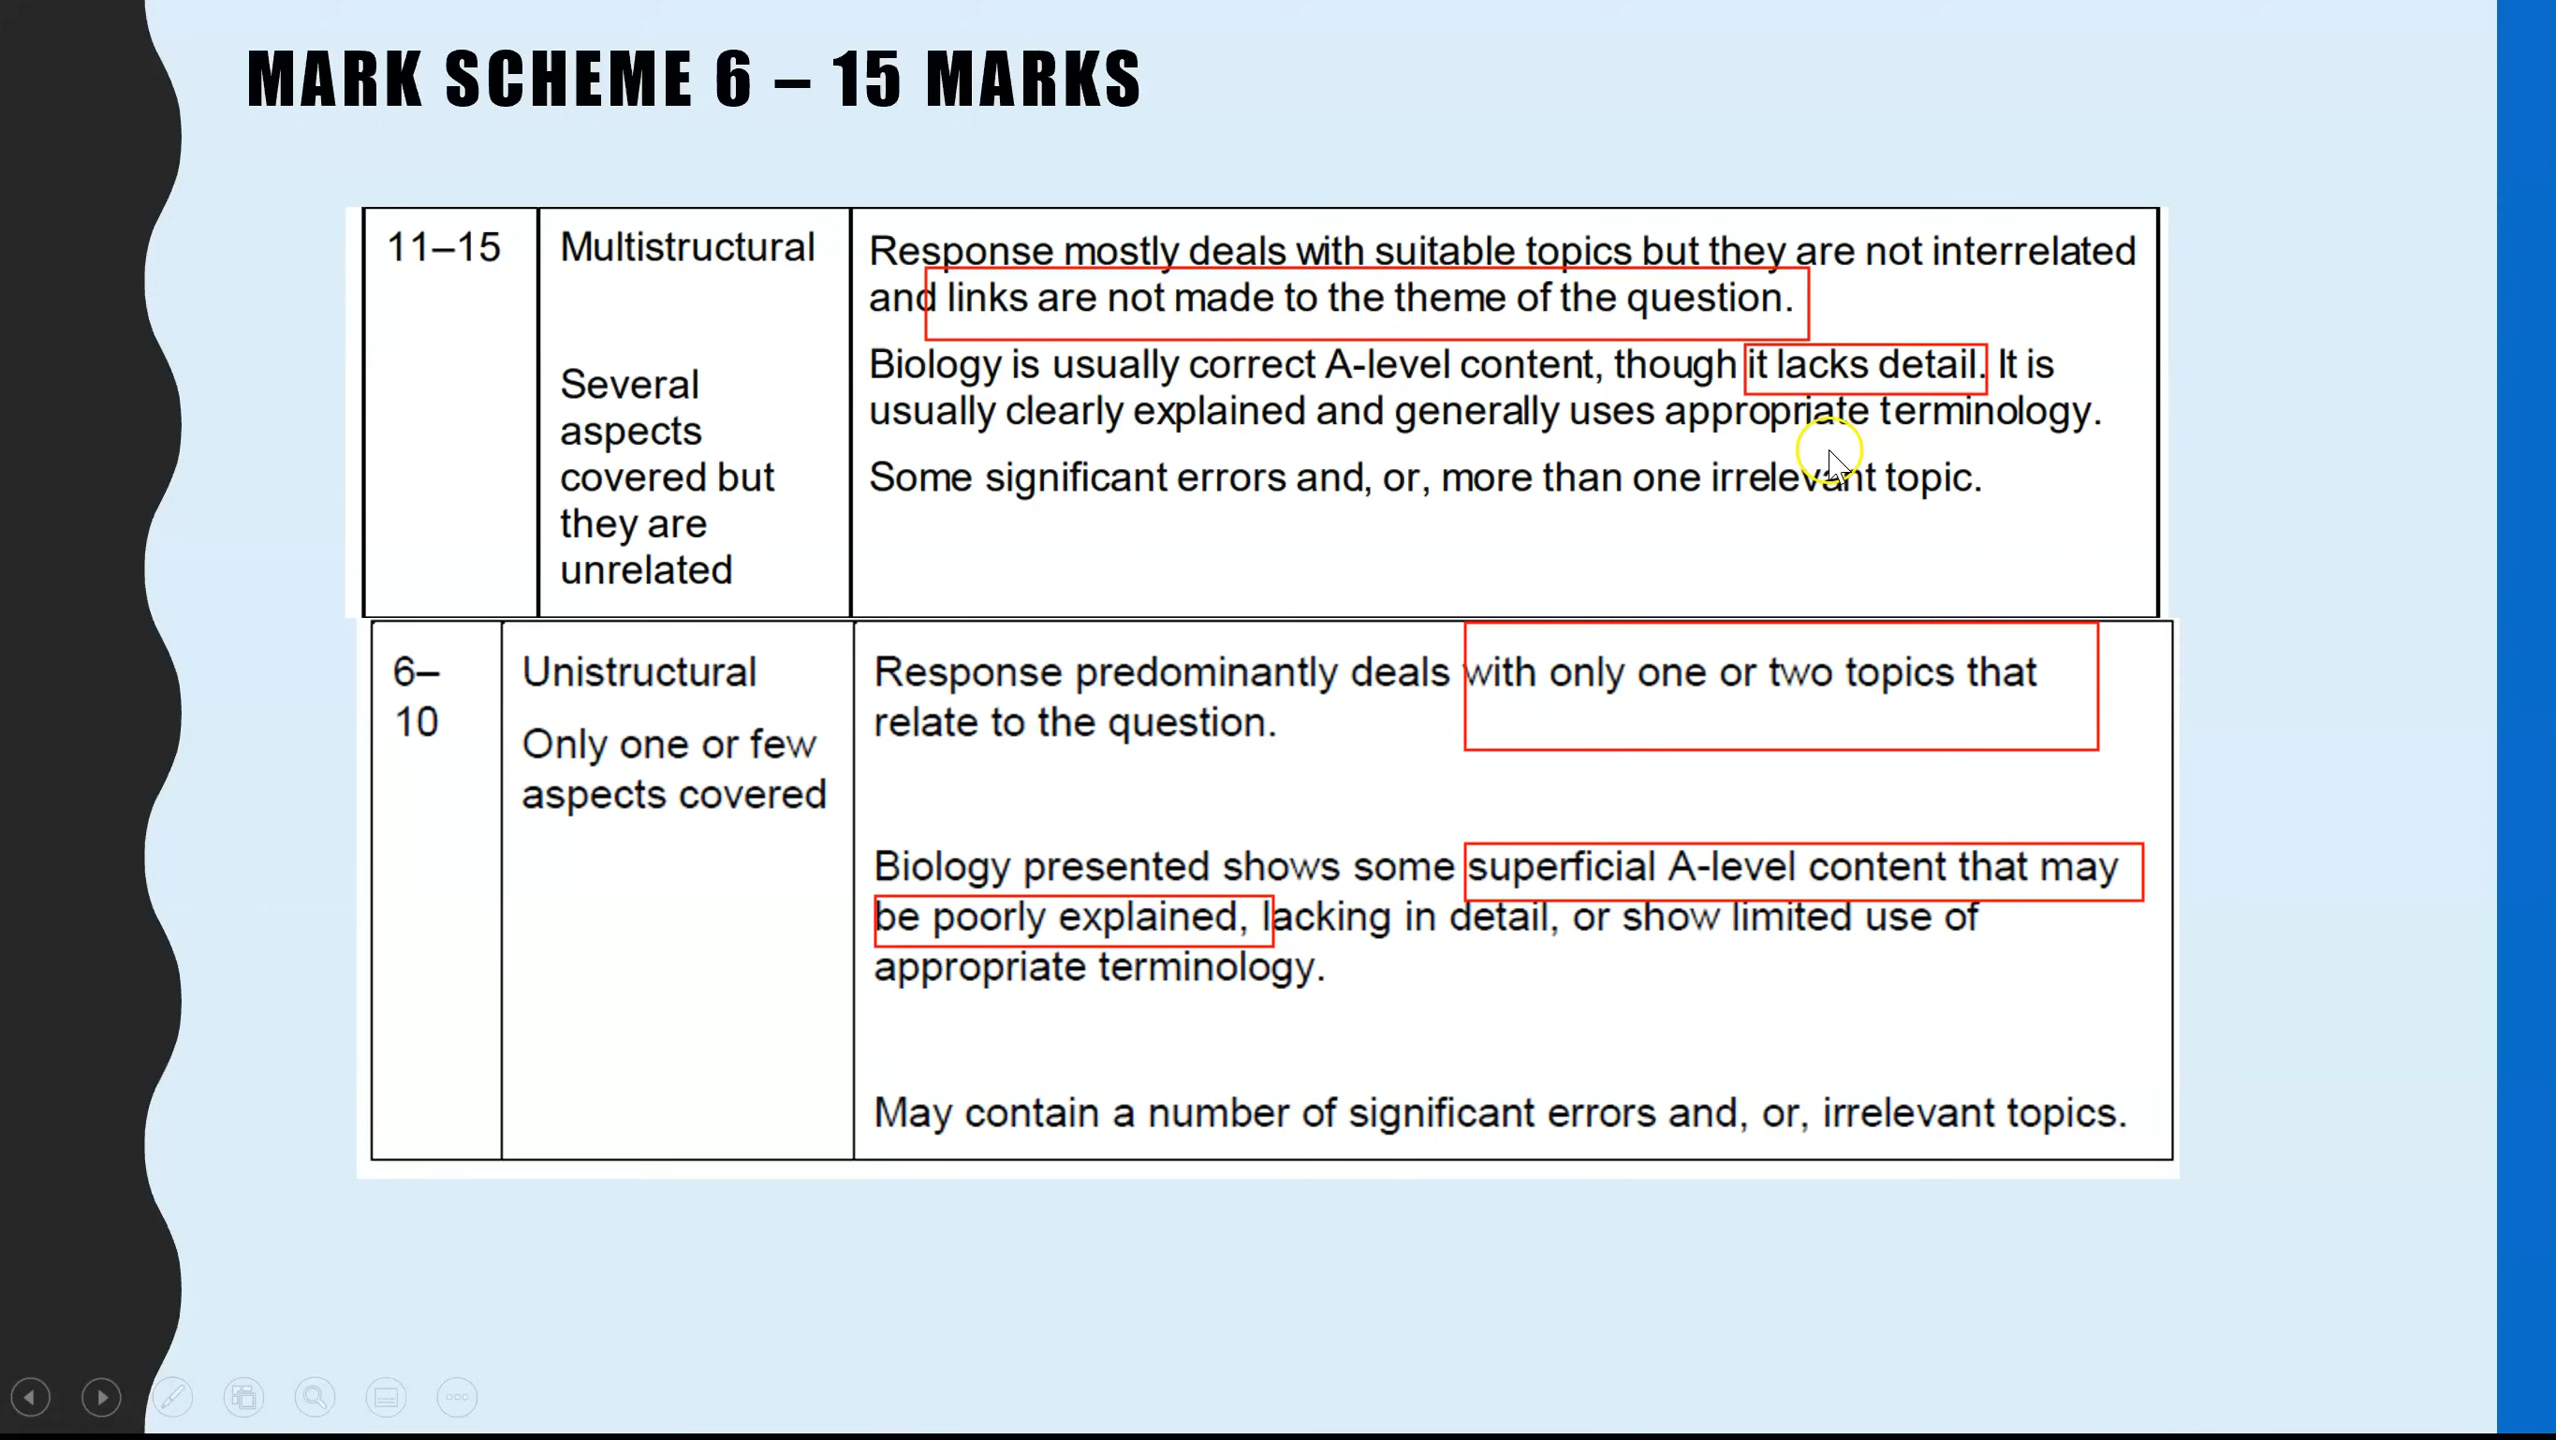 MARK SCHEME 6 – 15 MARKS
11–15
Multistructural
Several
aspects
covered but
they are
unrelated
Response mostly deals with suitable topics but they are not interrelated
and links are not made to the theme of the question.
Biology is usually correct A-level content, though it lacks detail. It is
usually clearly explained and generally uses appropriate terminology.
Some significant errors and, or, more than one irrelevant topic.
6–
10
Unistructural
Only one or few
aspects covered
Response predominantly deals with only one or two topics that
relate to the question.
Biology presented shows some superficial A-level content that may
be poorly explained, lacking in detail, or show limited use of
appropriate terminology.
May contain a number of significant errors and, or, irrelevant topics.